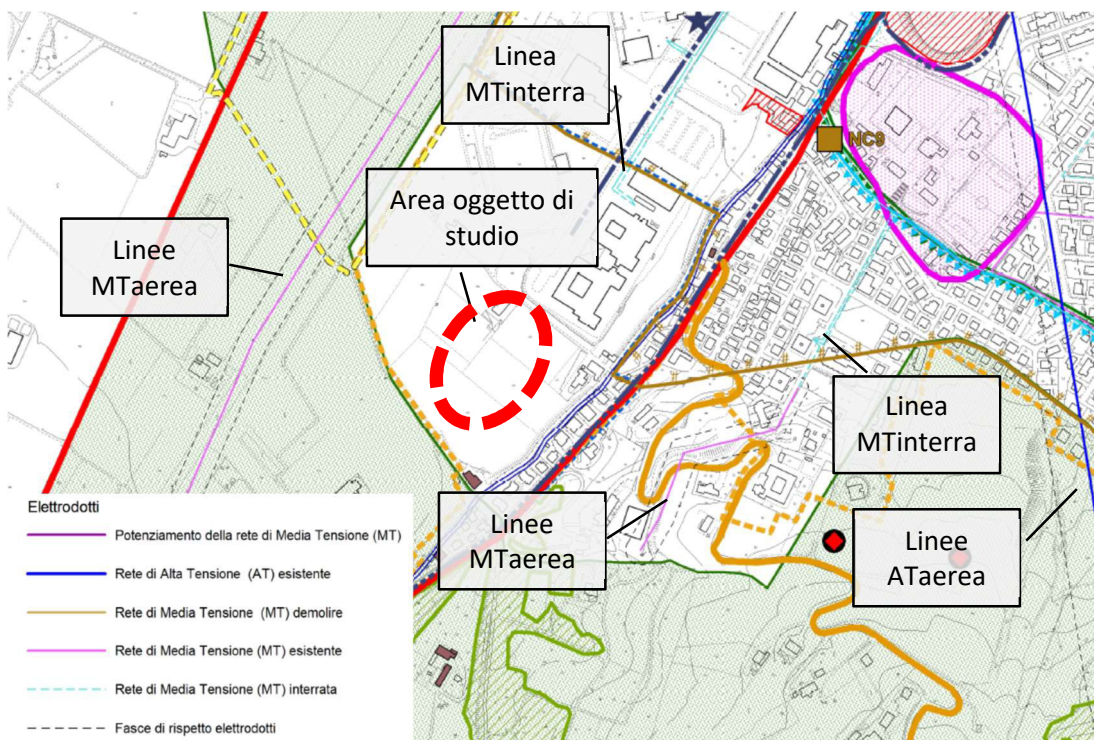 Linea
MTinterra
NC9
Area oggetto di
studio
Linee
MTaerea
Linea
MTinterra
Linee
MTaerea
Linee
ATaerea
Elettrodotti
Potenziamento della rete di Media Tensione (MT)
Rete di Alta Tensione (AT) esistente
Rete di Media Tensione (MT) demolire
Rete di Media Tensione (MT) esistente
Rete di Media Tensione (MT) interrata
Fasce di rispetto elettrodotti